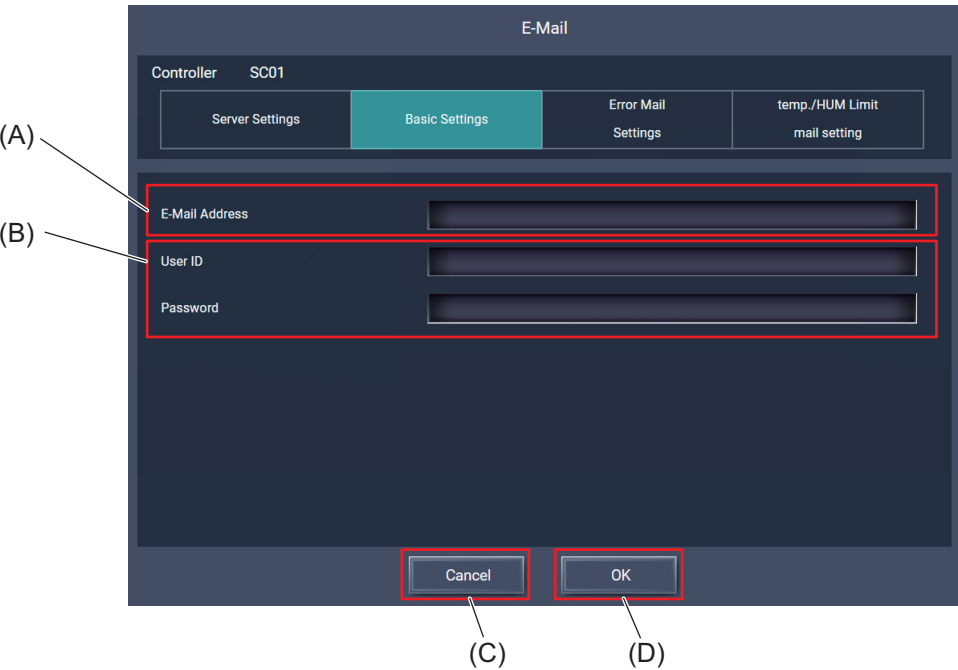 E-Mail
Controller SC01
Server Settings
Basic Settings
Error Mail
Settings
temp./HUM Limit
mail setting
(A)
E-Mail Address
(B)
User ID
Password
Cancel
OK
(C)
(D)